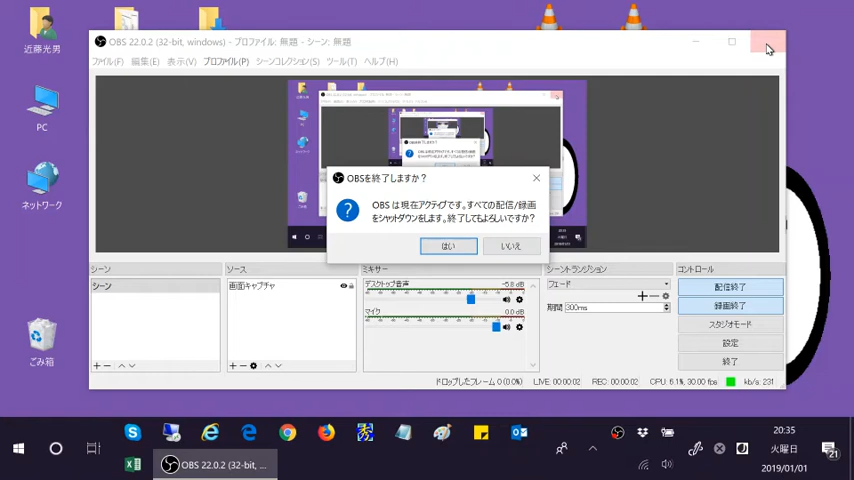 近藤光男
PC
ネットワーク
ごみ箱
OBS 22.0.2 (32-bit, windows) - プロファイル: 無題 - シーン: 無題
ファイル(F) 編集(E) 表示(V) プロファイル(P) シーンコレクション(S) ツール(T) ヘルプ(H)
OBSを終了しますか?
OBS は現在アクティブです。すべての配信/録画
をシャットダウンをします。終了してもよろしいですか?
はい いいえ
シーン
シーン
ソース
画面キャプチャ
ミキサー
デスクトップ音声 -5.8 dB
マイク 0.0 dB
シーントランジション
フェード
期間 300ms
コントロール
配信終了
録画終了
スタジオモード
設定
終了
ドロップしたフレーム 0 (0.0%) LIVE: 00:00:02 REC: 00:00:02 CPU: 6.1%, 30.00 fps kb/s: 231
OBS 22.0.2 (32-bit, ...
20:35
火曜日
2019/01/01
21